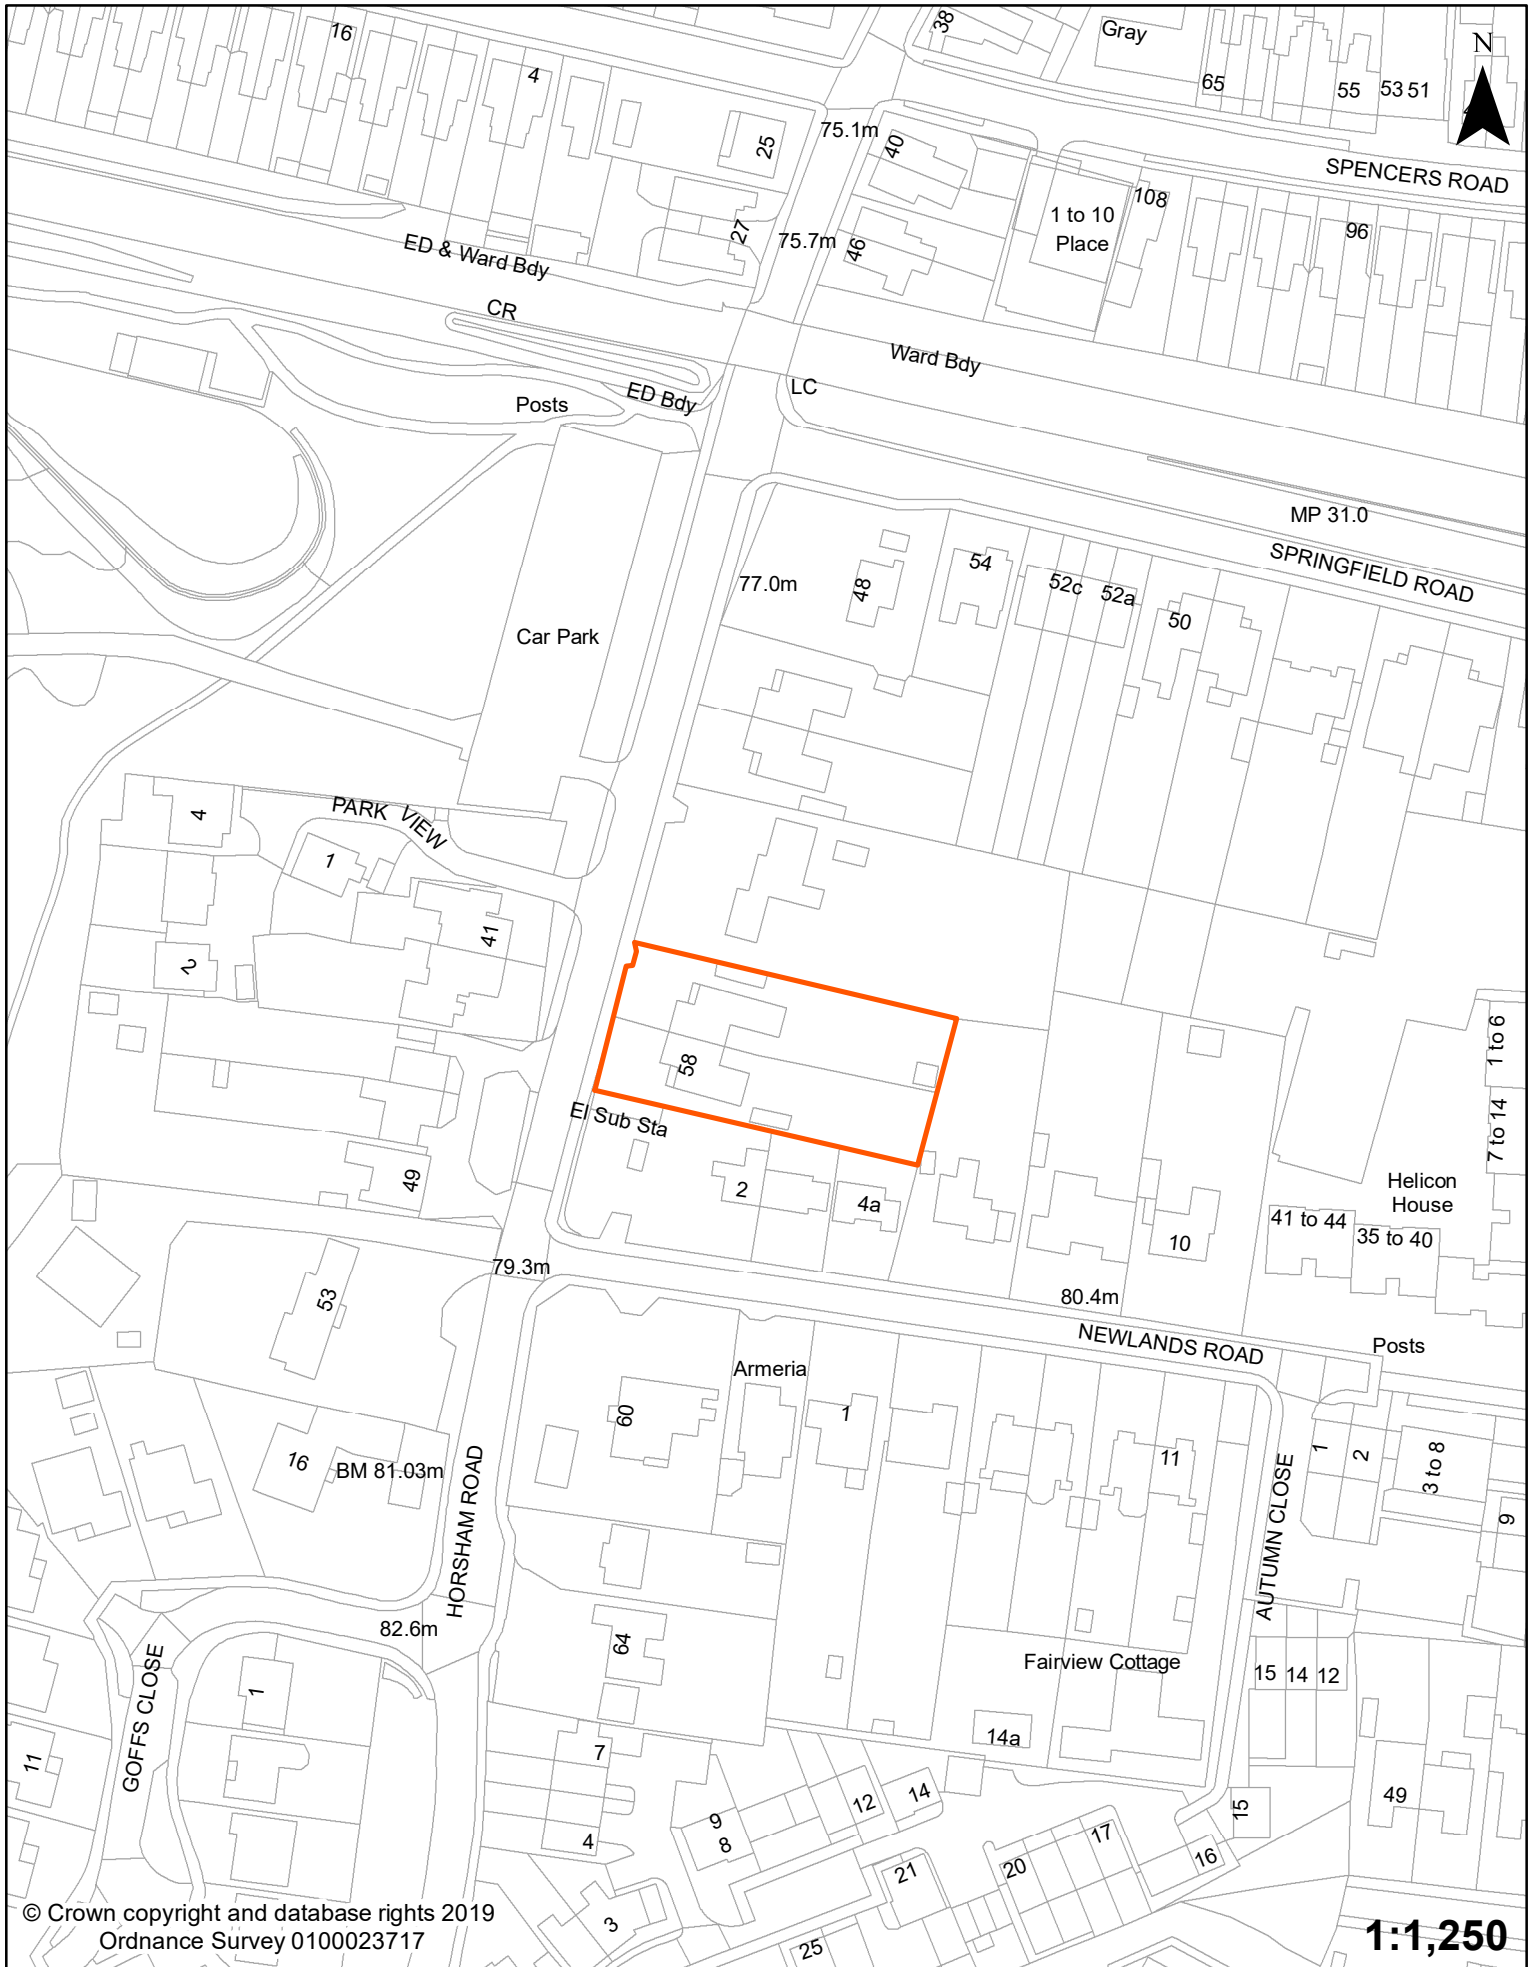 16
4
38
Gray
65
55
53 51
N
25
75.1m
40
SPENCERS ROAD
108
1 to 10
Place
96
27
75.7m
46
ED & Ward Bdy
CR
Ward Bdy
LC
ED Bdy
Posts
MP 31.0
SPRINGFIELD ROAD
77.0m
48
54
52c
52a
50
Car Park
PARK VIEW
4
1
41
2
58
El Sub Sta
49
2
4a
10
1 to 6
7 to 14
Helicon
House
41 to 44
35 to 40
79.3m
80.4m
NEWLANDS ROAD
Posts
53
Armeria
60
1
11
16
BM 81.03m
HORSHAM ROAD
AUTUMN CLOSE
1
2
3 to 8
9
82.6m
64
Fairview Cottage
15
14
12
GOFFS CLOSE
1
11
14a
7
4
9
8
12
14
15
49
17
16
20
21
3
25
© Crown copyright and database rights 2019
Ordnance Survey 0100023717
1:1,250